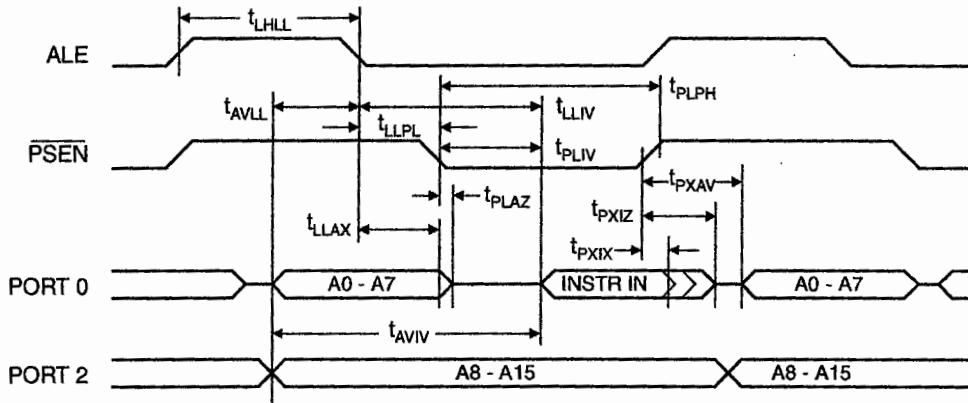 tLHLL
ALE
tAVLL
tLLIV
tPLPH
tLLPL
PSEN
tPLIV
tPXAV
tPLAZ
tPXIZ
tLLAX
tPXIX
PORT 0
A0 - A7
INSTR IN
A0 - A7
tAVIV
PORT 2
A8 - A15
A8 - A15